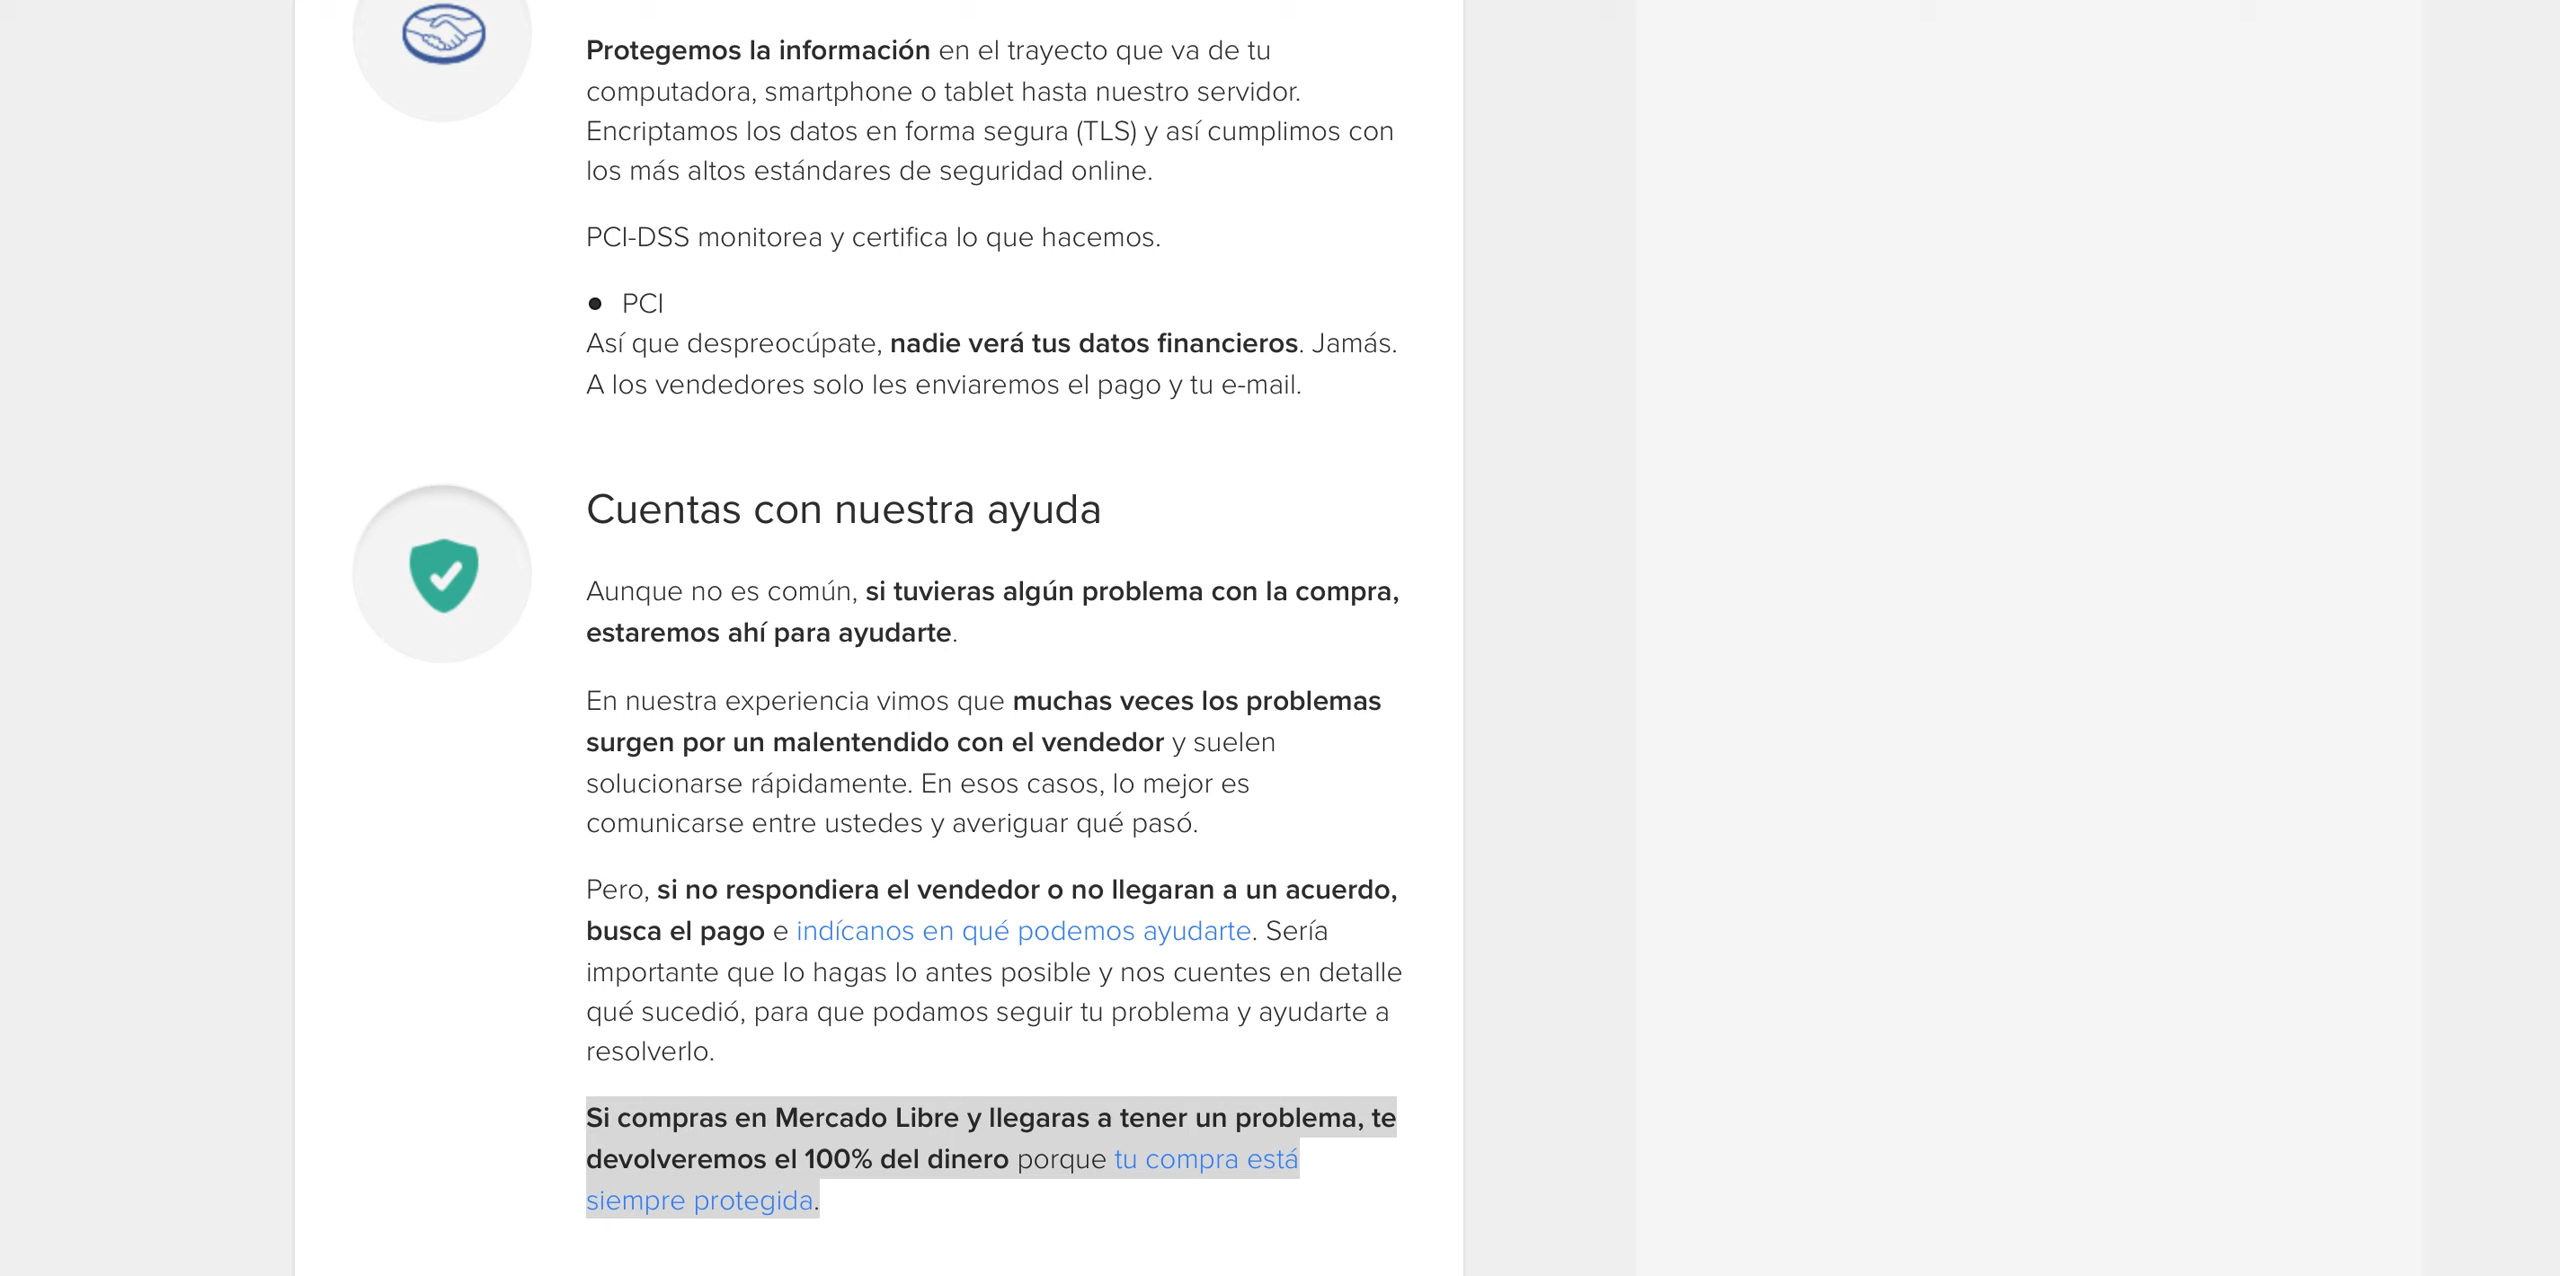 Protegemos la información en el trayecto que va de tu
computadora, smartphone o tablet hasta nuestro servidor.
Encriptamos los datos en forma segura (TLS) y así cumplimos con
los más altos estándares de seguridad online.
PCI-DSS monitorea y certifica lo que hacemos.
● PCI
Así que despreocúpate, nadie verá tus datos financieros. Jamás.
A los vendedores solo les enviaremos el pago y tu e-mail.
Cuentas con nuestra ayuda
Aunque no es común, si tuvieras algún problema con la compra,
estaremos ahí para ayudarte.
En nuestra experiencia vimos que muchas veces los problemas
surgen por un malentendido con el vendedor y suelen
solucionarse rápidamente. En esos casos, lo mejor es
comunicarse entre ustedes y averiguar qué pasó.
Pero, si no respondiera el vendedor o no llegaran a un acuerdo,
busca el pago e indícanos en qué podemos ayudarte. Sería
importante que lo hagas lo antes posible y nos cuentes en detalle
qué sucedió, para que podamos seguir tu problema y ayudarte a
resolverlo.
Si compras en Mercado Libre y llegaras a tener un problema, te
devolveremos el 100% del dinero porque tu compra está
siempre protegida.